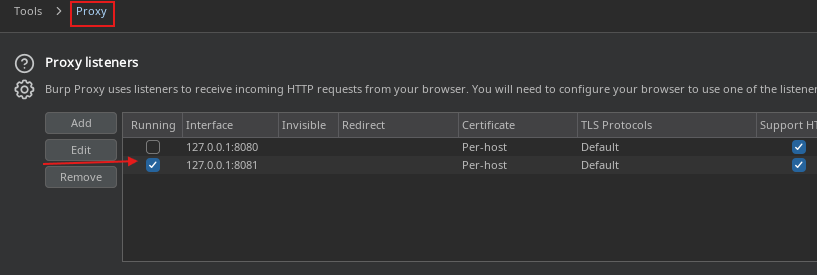 Tools > Proxy
Proxy listeners
Burp Proxy uses listeners to receive incoming HTTP requests from your browser. You will need to configure your browser to use one of the listener
Add
Edit
Remove
Running Interface Invisible Redirect Certificate TLS Protocols Support HT
127.0.0.1:8080 Per-host Default
127.0.0.1:8081 Per-host Default